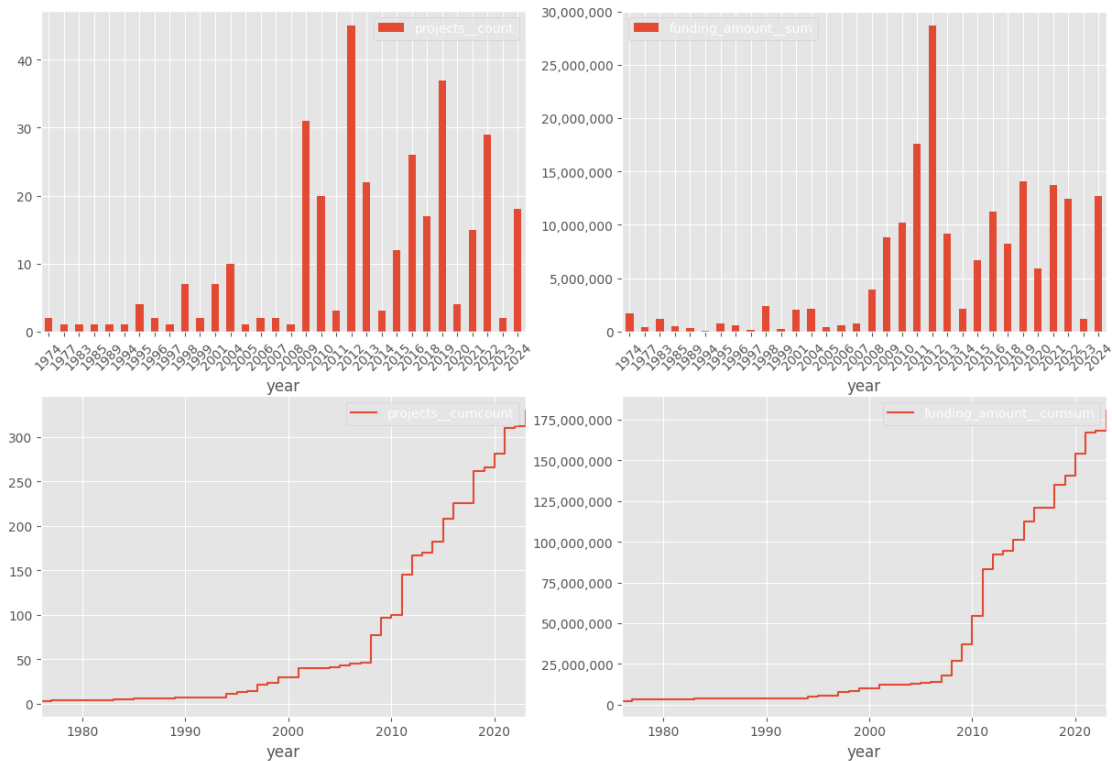 projects__count
40
30
20
10
0
1974 1977 1983 1985 1989 1994 1995 1996 1997 1998 1999 2001 2004 2005 2006 2007 2008 2009 2010 2011 2012 2013 2014 2015 2016 2018 2019 2020 2021 2022 2023 2024
year
funding_amount__sum
30,000,000
25,000,000
20,000,000
15,000,000
10,000,000
5,000,000
0
1974 1977 1983 1985 1989 1994 1995 1996 1997 1998 1999 2001 2004 2005 2006 2007 2008 2009 2010 2011 2012 2013 2014 2015 2016 2018 2019 2020 2021 2022 2023 2024
year
projects__cumcount
300
250
200
150
100
50
0
1980 1990 2000 2010 2020
year
funding_amount__cumsum
175,000,000
150,000,000
125,000,000
100,000,000
75,000,000
50,000,000
25,000,000
0
1980 1990 2000 2010 2020
year